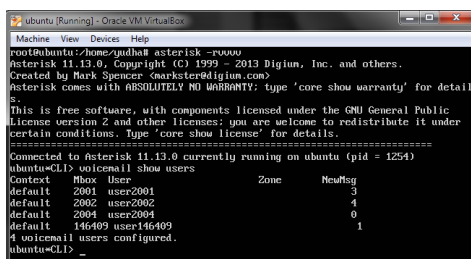 ubuntu [Running] - Oracle VM VirtualBox
Machine View Devices Help
root@ubuntu:/home/yudha# asterisk -rvvvv
Asterisk 11.13.0, Copyright (C) 1999 - 2013 Digium, Inc. and others.
Created by Mark Spencer <markster@digium.com>
Asterisk comes with ABSOLUTELY NO WARRANTY; type 'core show warranty' for detail
s.
This is free software, with components licensed under the GNU General Public
License version 2 and other licenses; you are welcome to redistribute it under
certain conditions. Type 'core show license' for details.
=========================================================================
Connected to Asterisk 11.13.0 currently running on ubuntu (pid = 1254)
ubuntu*CLI> voicemail show users
Context Mbox User Zone NewMsg
default 2001 user2001 3
default 2002 user2002 4
default 2004 user2004 0
default 146409 user146409 1
4 voicemail users configured.
ubuntu*CLI> _